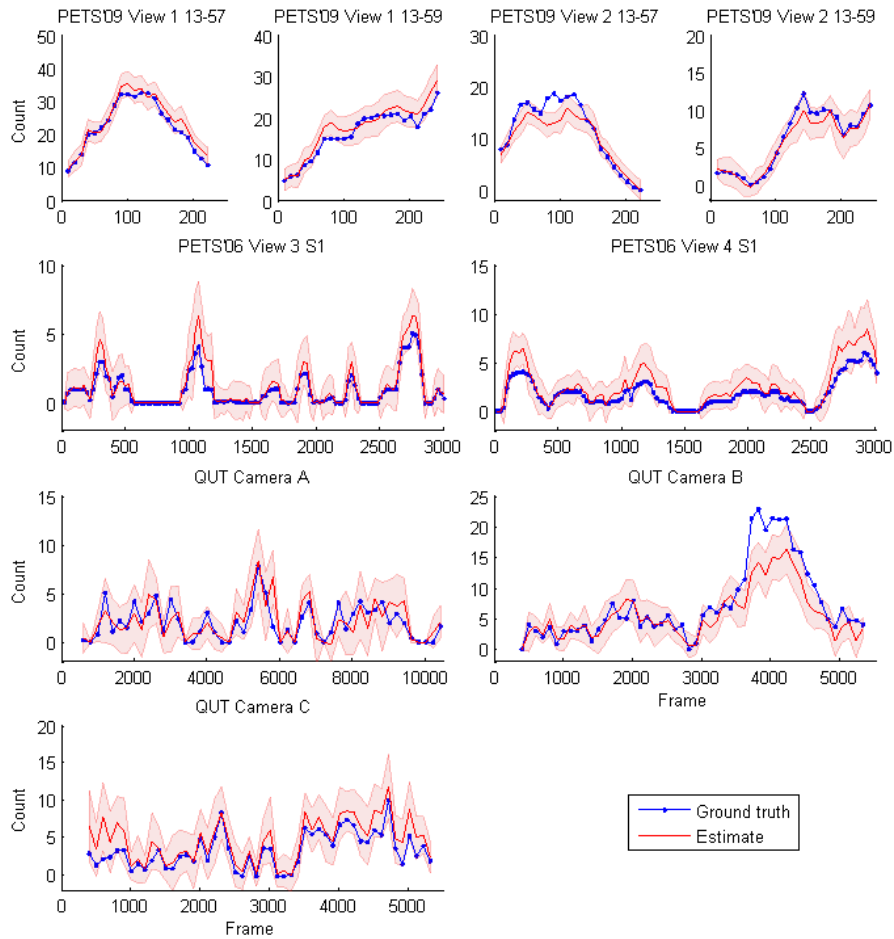 PETS'09 View 1 13-57
PETS'09 View 1 13-59
PETS'09 View 2 13-57
PETS'09 View 2 13-59
Count
50
40
30
20
10
0
0 100 200
40
30
20
10
0
0 100 200
30
20
10
0
0 100 200
20
15
10
5
0
0 100 200
PETS'06 View 3 S1
PETS'06 View 4 S1
Count
10
5
0
0 500 1000 1500 2000 2500 3000
15
10
5
0
0 500 1000 1500 2000 2500 3000
QUT Camera A
QUT Camera B
Count
15
10
5
0
0 2000 4000 6000 8000 10000
25
20
15
10
5
0
0 1000 2000 3000 4000 5000
Frame
QUT Camera C
Count
20
15
10
5
0
0 1000 2000 3000 4000 5000
Frame
Ground truth
Estimate